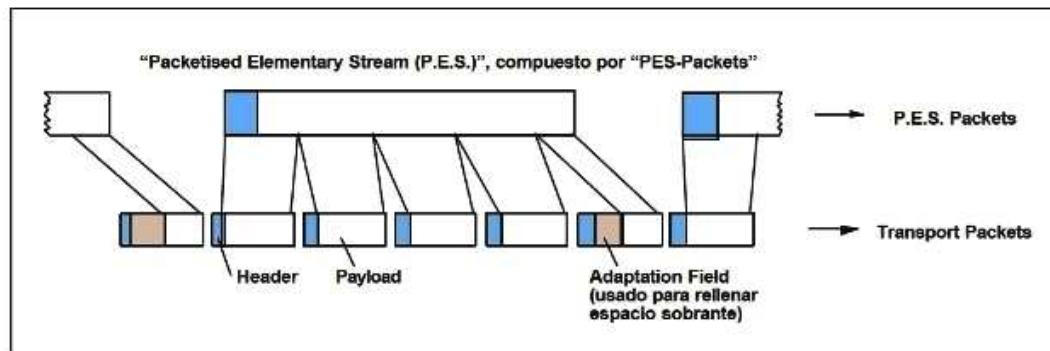 “Packetised Elementary Stream (P.E.S.)”, compuesto por “PES-Packets”
P.E.S. Packets
Transport Packets
Header
Payload
Adaptation Field
(usado para rellenar
espacio sobrante)